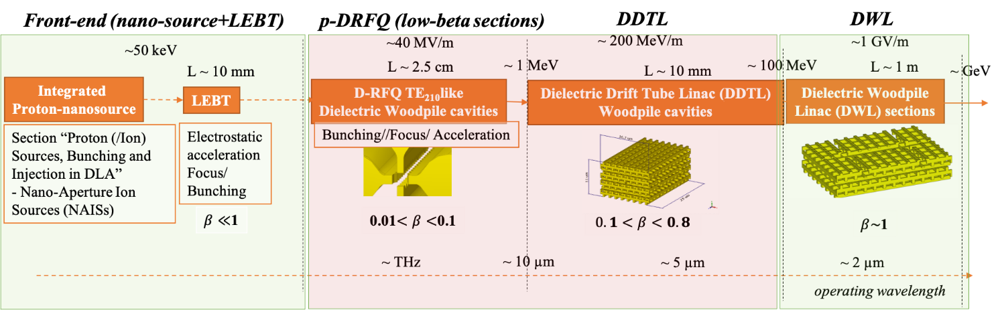 Front-end (nano-source+LEBT)
p-DRFQ (low-beta sections)
DDTL
DWL
~50 keV
L ~ 10 mm
~40 MV/m
L ~ 2.5 cm
~ 1 MeV
~ 200 MeV/m
L ~ 10 mm
~ 100 MeV
~1 GV/m
L ~ 1 m
~ GeV
Integrated
Proton-nanosource
LEBT
D-RFQ TE210like
Dielectric Woodpile cavities
Dielectric Drift Tube Linac (DDTL)
Woodpile cavities
Dielectric Woodpile
Linac (DWL) sections
Section “Proton (/Ion)
Sources, Bunching and
Injection in DLA”
- Nano-Aperture Ion
Sources (NAISs)
Electrostatic
acceleration
Focus/
Bunching
Bunching//Focus/ Acceleration
11 um
25 um
β ≪1
0.01< β <0.1
0.1 < β < 0.8
β~1
~ THz
~ 10 µm
~ 5 µm
~ 2 µm
operating wavelength